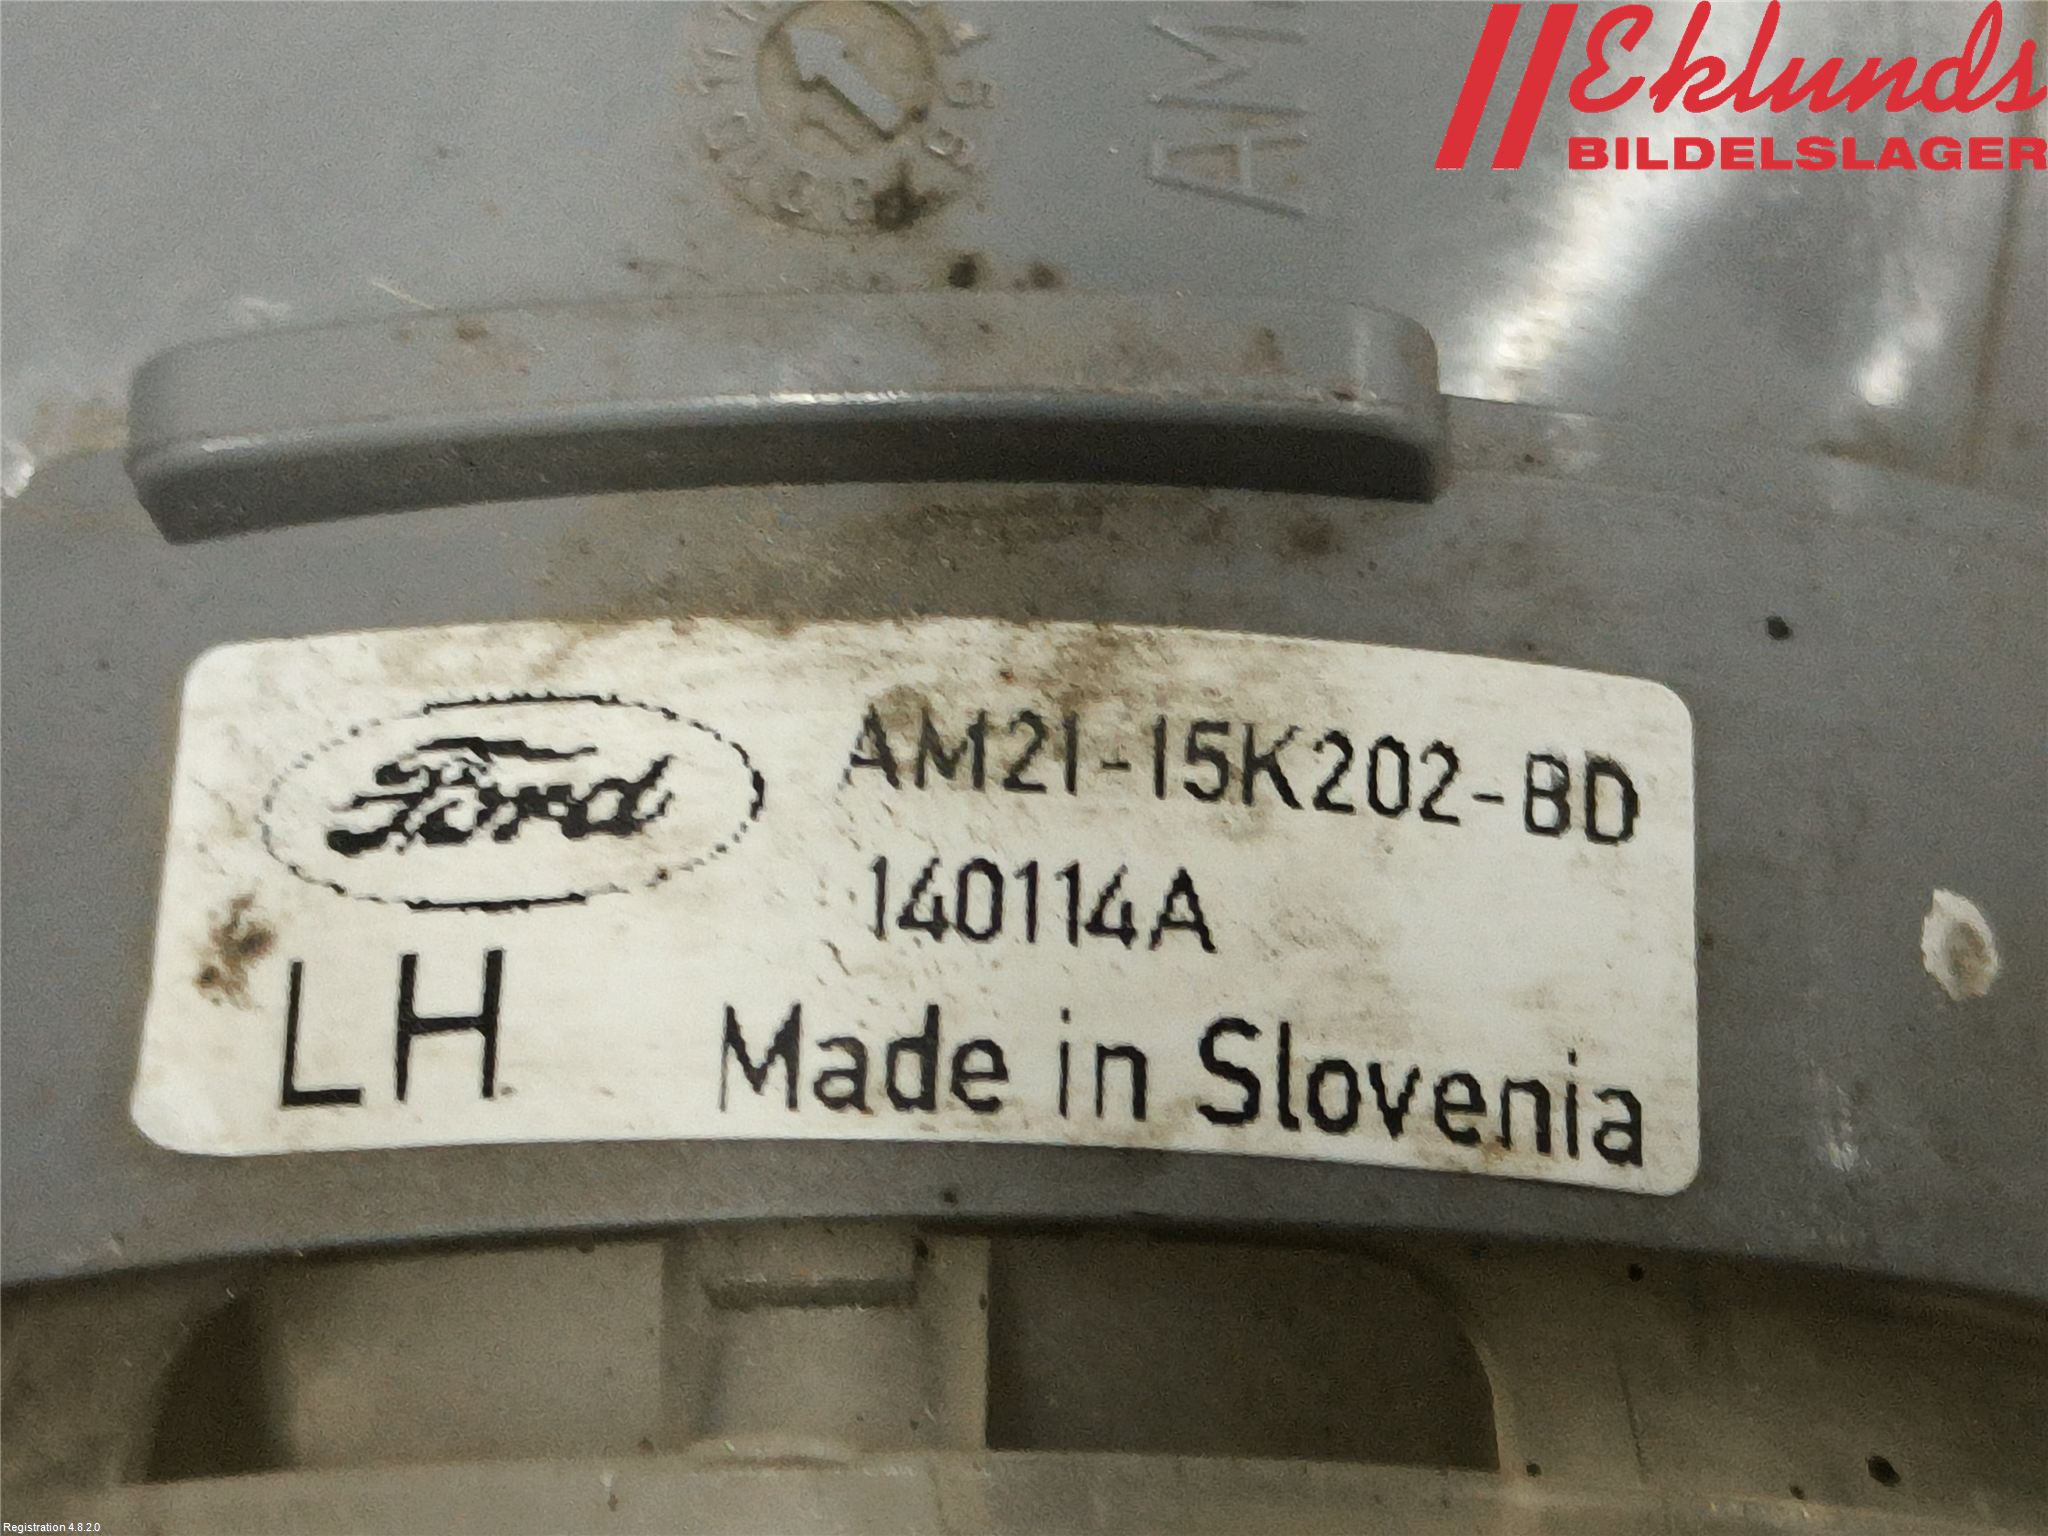 Eklunds
BILDELSLAGER
AM
Ford
AM21-15K202-BD
140114A
LH
Made in Slovenia
Registration 4.8.2.0